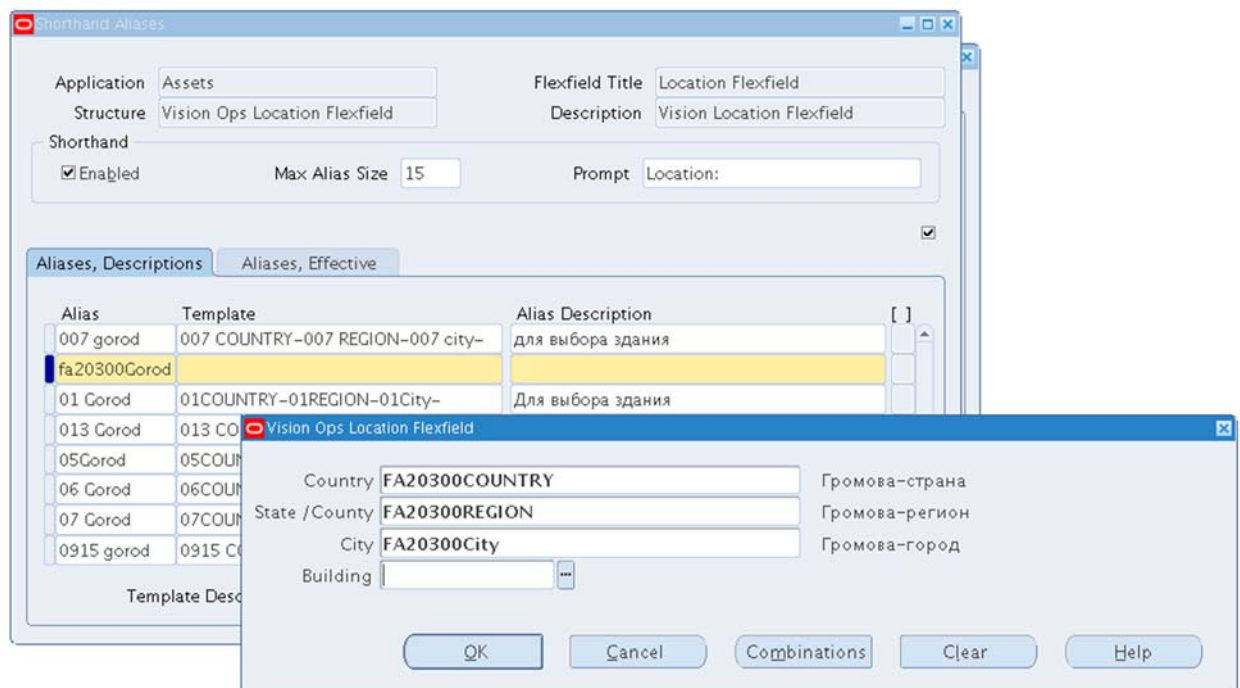 Shorthand Aliases
Application Assets Flexfield Title Location Flexfield
Structure Vision Ops Location Flexfield Description Vision Location Flexfield
Shorthand
Enabled Max Alias Size 15 Prompt Location:
Aliases, Descriptions Aliases, Effective
Alias Template Alias Description [ ]
007 gorod 007 COUNTRY-007 REGION-007 city- для выбора здания
fa20300Gorod
01 Gorod 01COUNTRY-01REGION-01City- Для выбора здания
013 Gorod 013 CO
05Gorod 05COUN
06 Gorod 06COUN
07 Gorod 07COUN
0915 gorod 0915 CO
Template Desc
Vision Ops Location Flexfield
Country FA20300COUNTRY Громова-страна
State /County FA20300REGION Громова-регион
City FA20300City Громова-город
Building ...
OK Cancel Combinations Clear Help